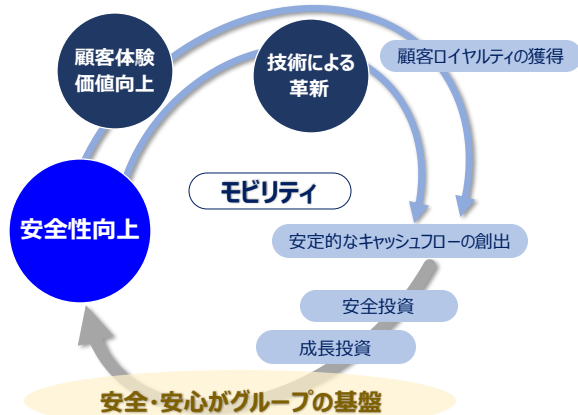 顧客体験
価値向上
技術による
革新
顧客ロイヤルティの獲得
モビリティ
安全性向上
安定的なキャッシュフローの創出
安全投資
成長投資
安全・安心がグループの基盤